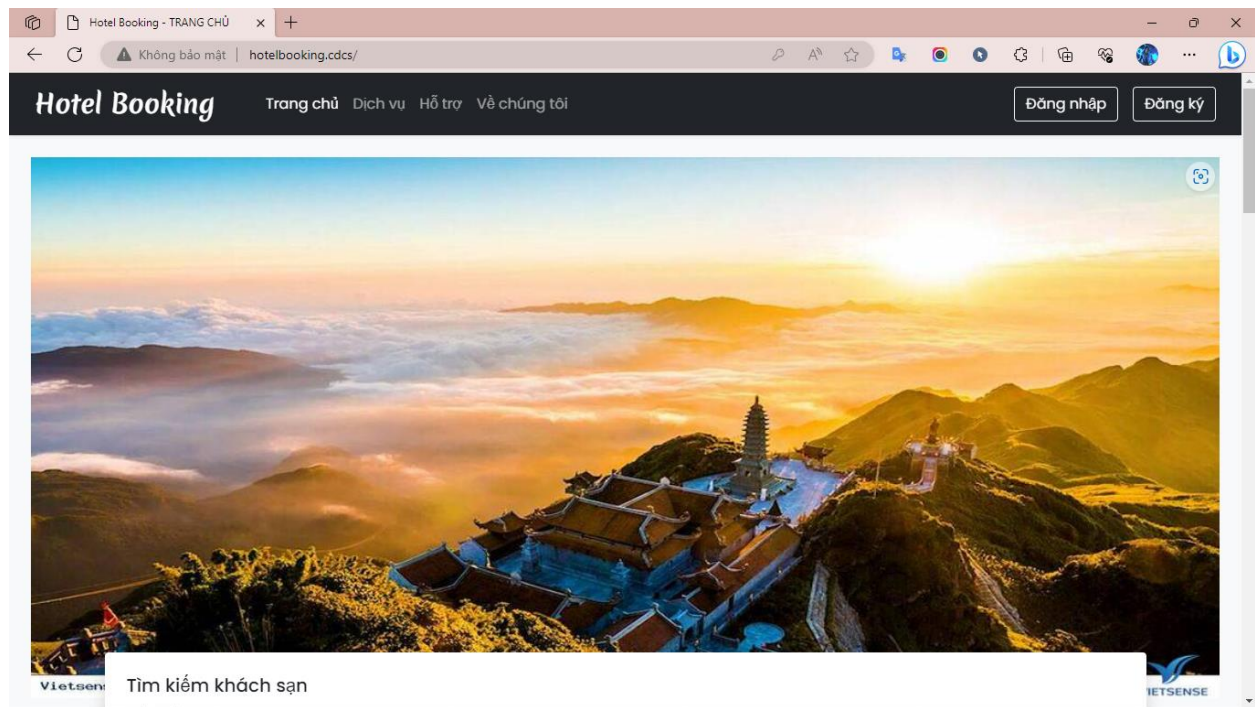 Hotel Booking - TRANG CHỦ
Không bảo mật | hotelbooking.cdcs/
Hotel Booking Trang chủ Dịch vụ Hỗ trợ Về chúng tôi Đăng nhập Đăng ký
Tìm kiếm khách sạn